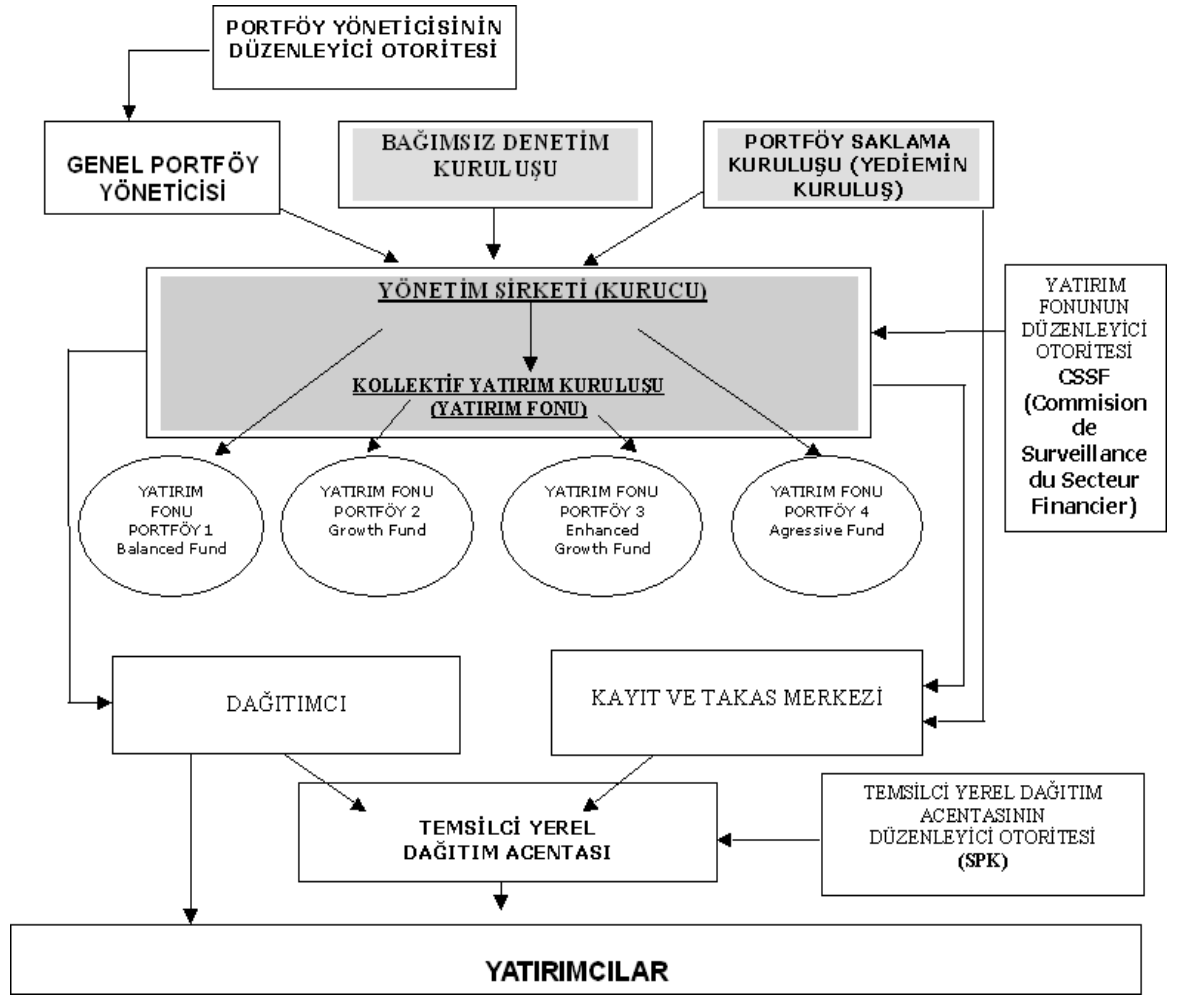 PORTFÖY YÖNETİCİSİNİN
DÜZENLEYİCİ OTORİTESİ
GENEL PORTFÖY
YÖNETİCİSİ
BAĞIMSIZ DENETİM
KURULUŞU
PORTFÖY SAKLAMA
KURULUŞU (YEDİEMİN
KURULUŞ)
YÖNETİM ŞİRKETİ (KURUCU)
KOLLEKTİF YATIRIM KURULUŞU
(YATIRIM FONU)
YATIRIM
FONUNUN
DÜZENLEYİCİ
OTORİTESİ
CSSF
(Commision
de
Surveillance
du Secteur
Financier)
YATIRIM
FONU
PORTFÖY 1
Balanced Fund
YATIRIM FONU
PORTFÖY 2
Growth Fund
YATIRIM FONU
PORTFÖY 3
Enhanced
Growth Fund
YATIRIM FONU
PORTFÖY 4
Agressive Fund
DAĞITIMCI
KAYIT VE TAKAS MERKEZİ
TEMSİLCİ YEREL
DAĞITIM ACENTASI
TEMSİLCİ YEREL DAĞITIM
ACENTASININ
DÜZENLEYİCİ OTORİTESİ
(SPK)
YATIRIMCILAR